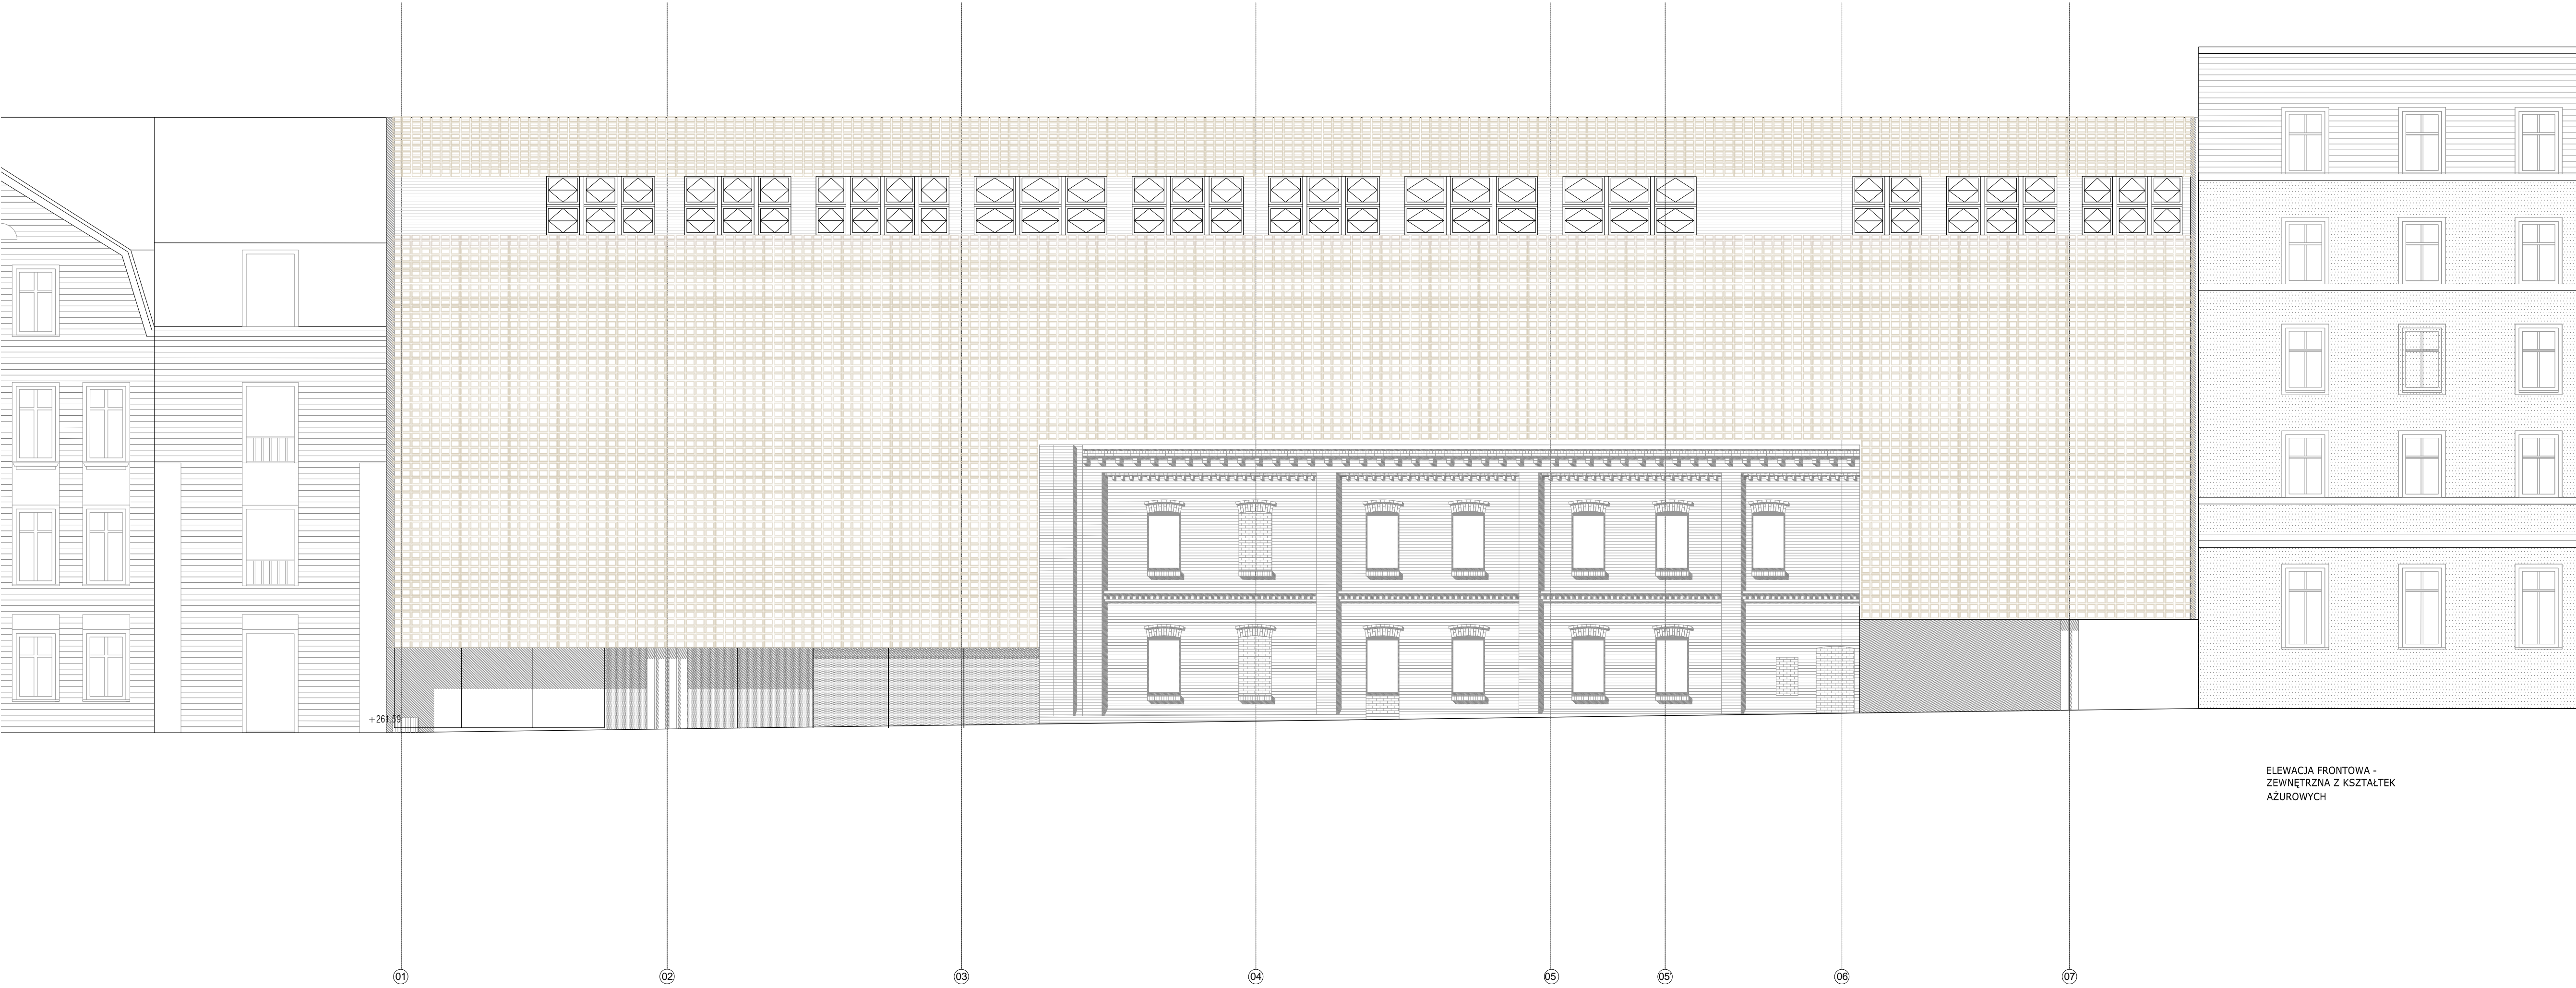 +261.59
ELEWACJA FRONTOWA -
ZEWNĘTRZNA Z KSZTAŁTEK
AŻUROWYCH
01 02 03 04 05 05' 06 07